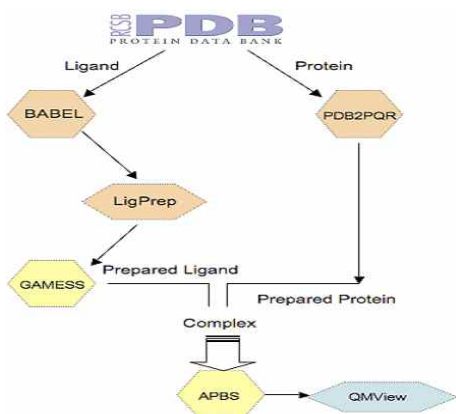 RCSB
PDB
PROTEIN DATA BANK
Ligand
Protein
BABEL
PDB2PQR
LigPrep
GAMESS
Prepared Ligand
Prepared Protein
Complex
APBS
QMView